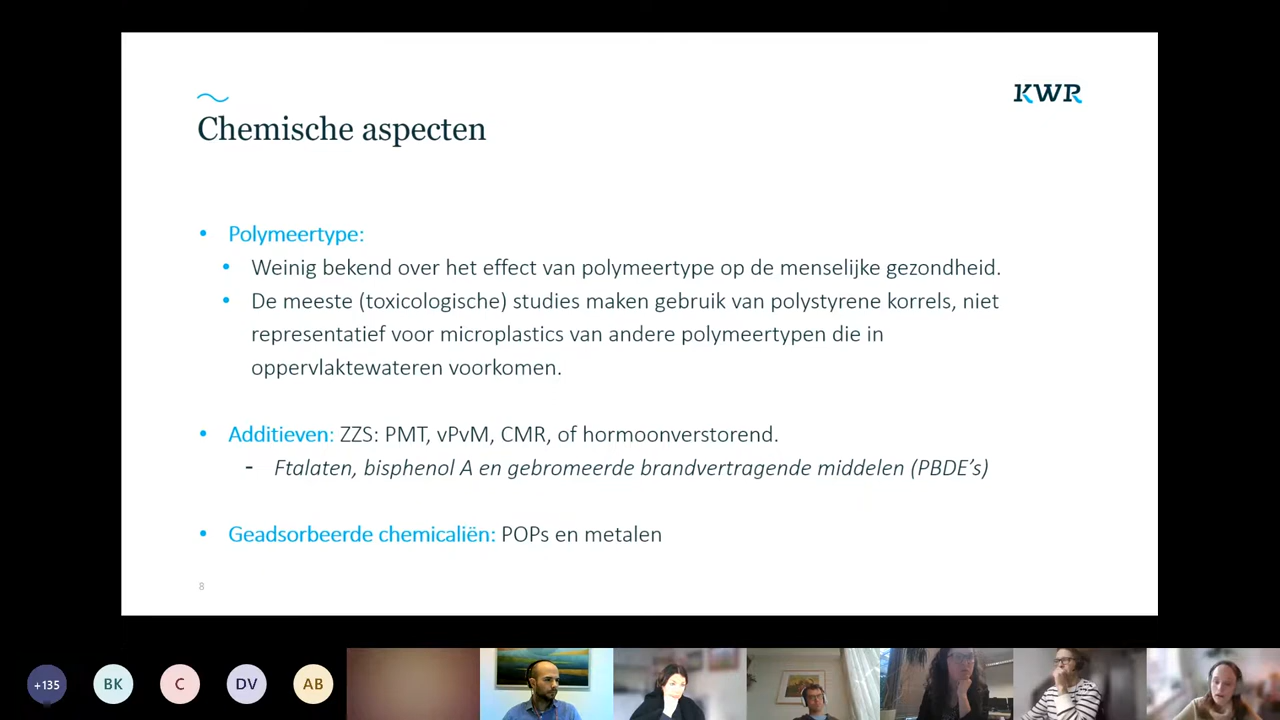 KWR
Chemische aspecten
• Polymeertype:
• Weinig bekend over het effect van polymeertype op de menselijke gezondheid.
• De meeste (toxicologische) studies maken gebruik van polystyrene korrels, niet
representatief voor microplastics van andere polymeertypen die in
oppervlaktewateren voorkomen.
• Additieven: ZZS: PMT, vPvM, CMR, of hormoonverstorend.
- Ftalaten, bisphenol A en gebromeerde brandvertragende middelen (PBDE’s)
• Geadsorbeerde chemicaliën: POPs en metalen
8
+135 BK C DV AB